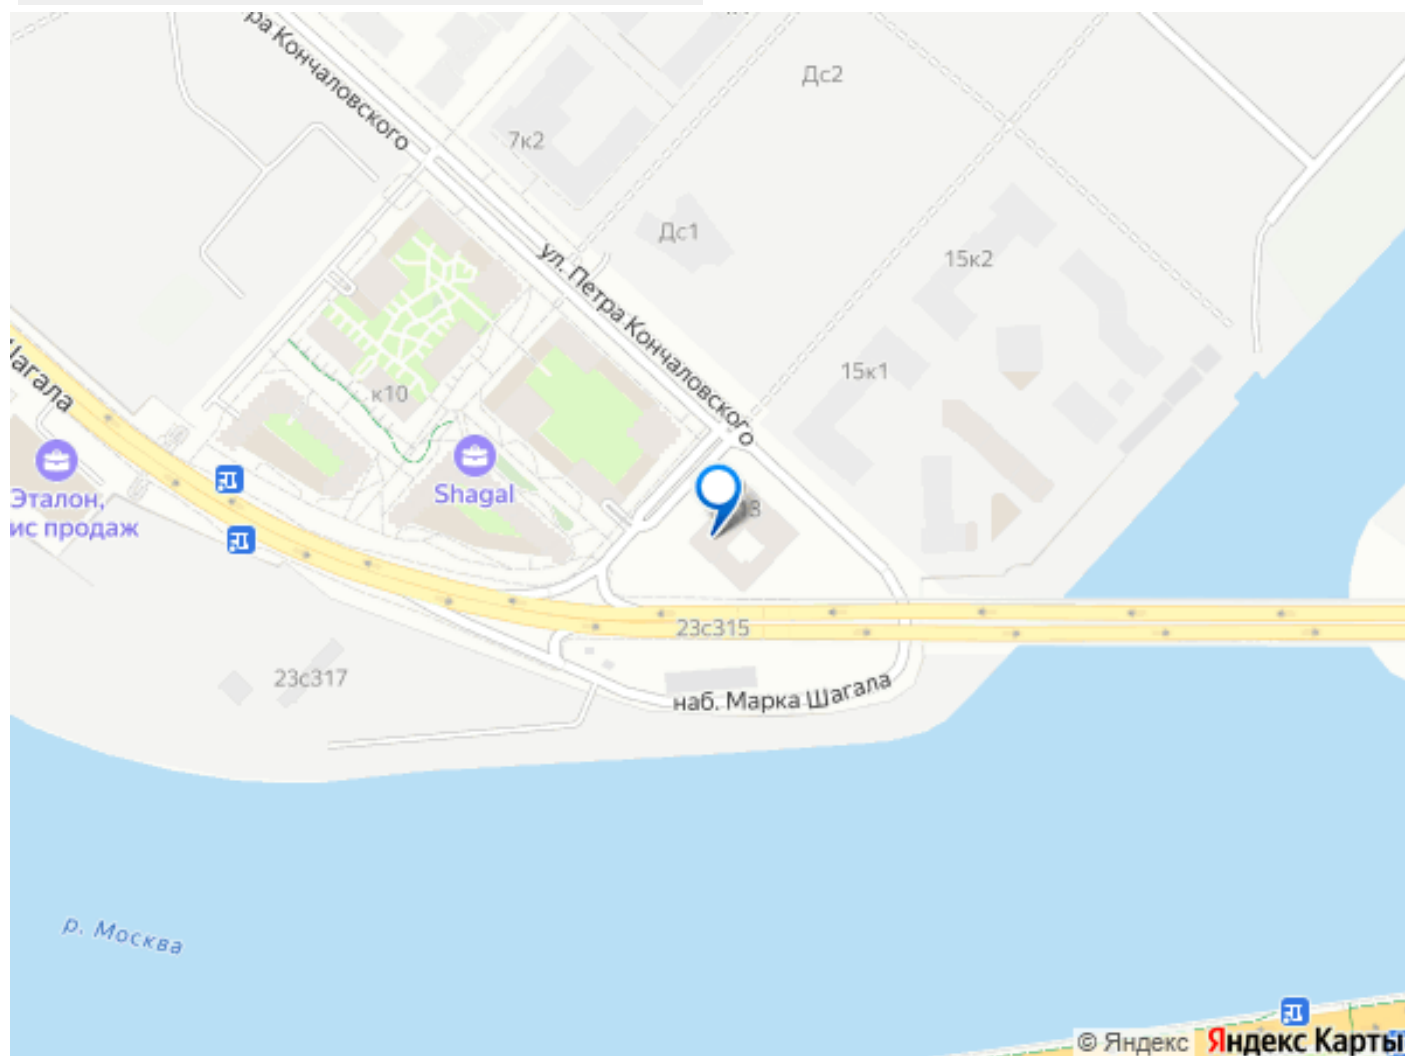 ра Кончаловского
Дс2
7к2
Дс1
15к2
ул. Петра Кончаловского
15к1
Шагала
к10
Shagal
Эталон,
ис продаж
23с315
23с317
наб. Марка Шагала
р. Москва
© Яндекс Яндекс Карты